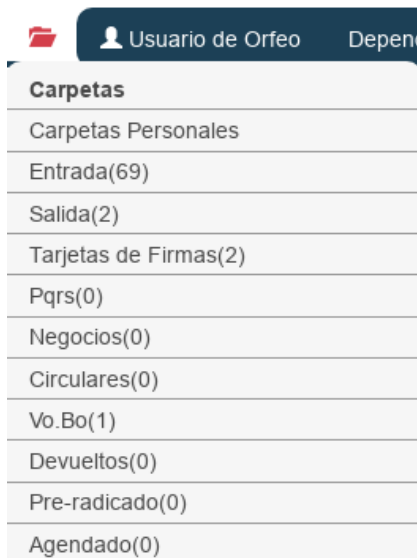 Usuario de Orfeo Depen
Carpetas
Carpetas Personales
Entrada(69)
Salida(2)
Tarjetas de Firmas(2)
Pqrs(0)
Negocios(0)
Circulares(0)
Vo.Bo(1)
Devueltos(0)
Pre-radicado(0)
Agendado(0)